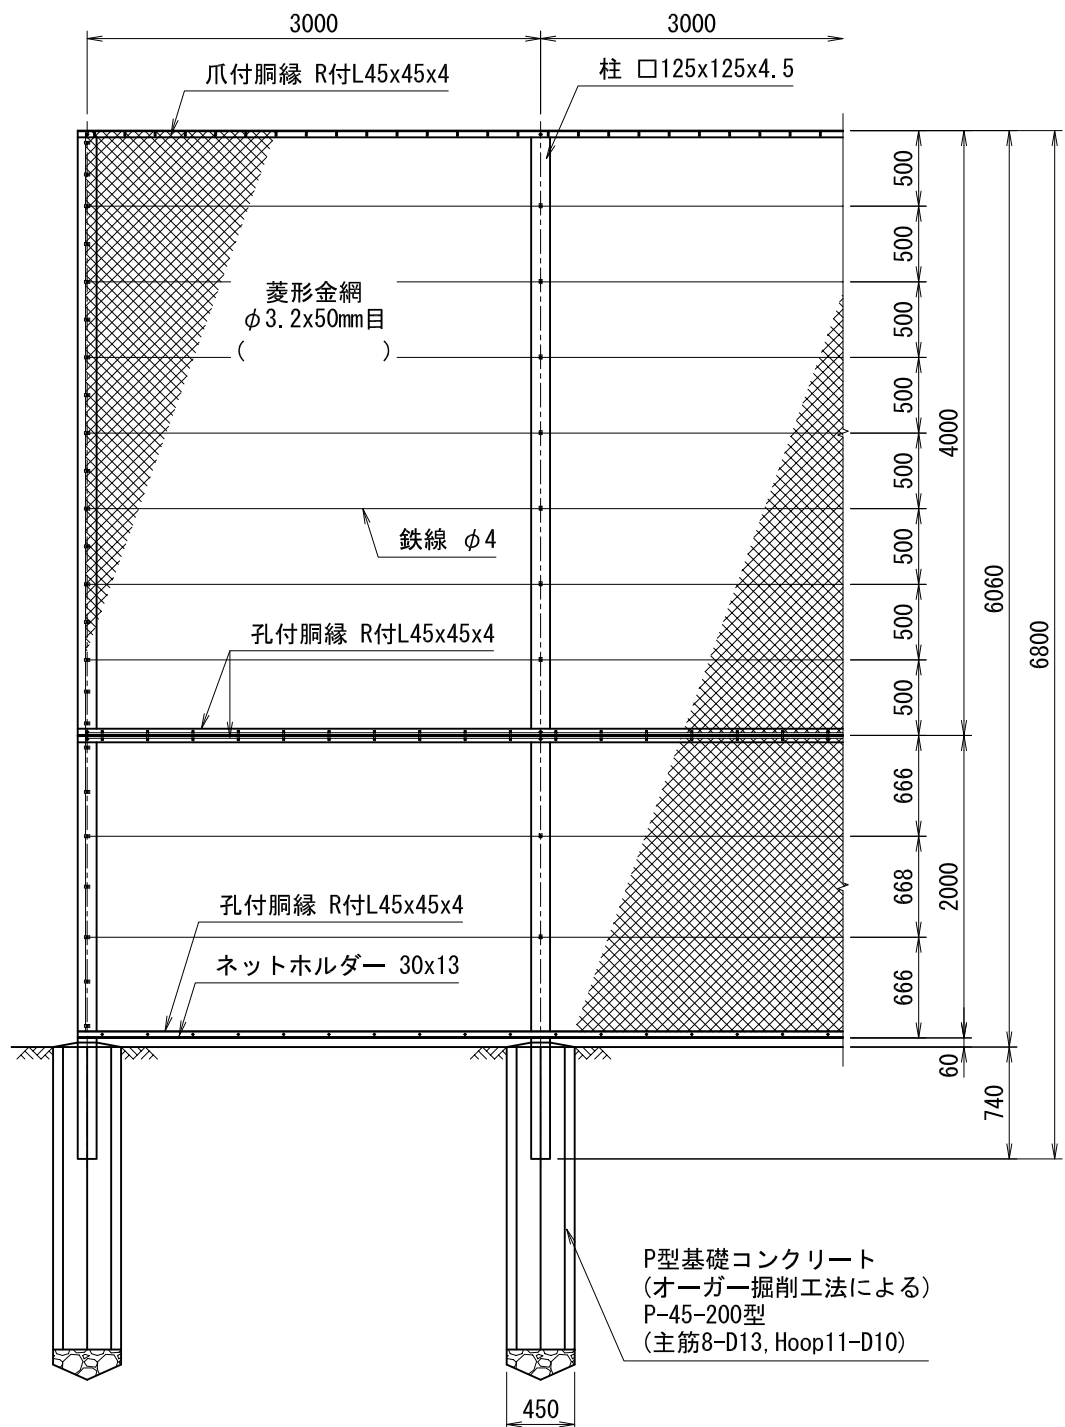 3000
3000
爪付胴縁 R付L45x45x4
柱 □125x125x4.5
菱形金網
φ3.2x50mm目
(　　　　　　)
鉄線 φ4
孔付胴縁 R付L45x45x4
孔付胴縁 R付L45x45x4
ネットホルダー 30x13
500
500
500
500
500
500
500
500
666
668
666
4000
2000
60
6060
740
6800
P型基礎コンクリート
(オーガー掘削工法による)
P-45-200型
(主筋8-D13,Hoop11-D10)
450